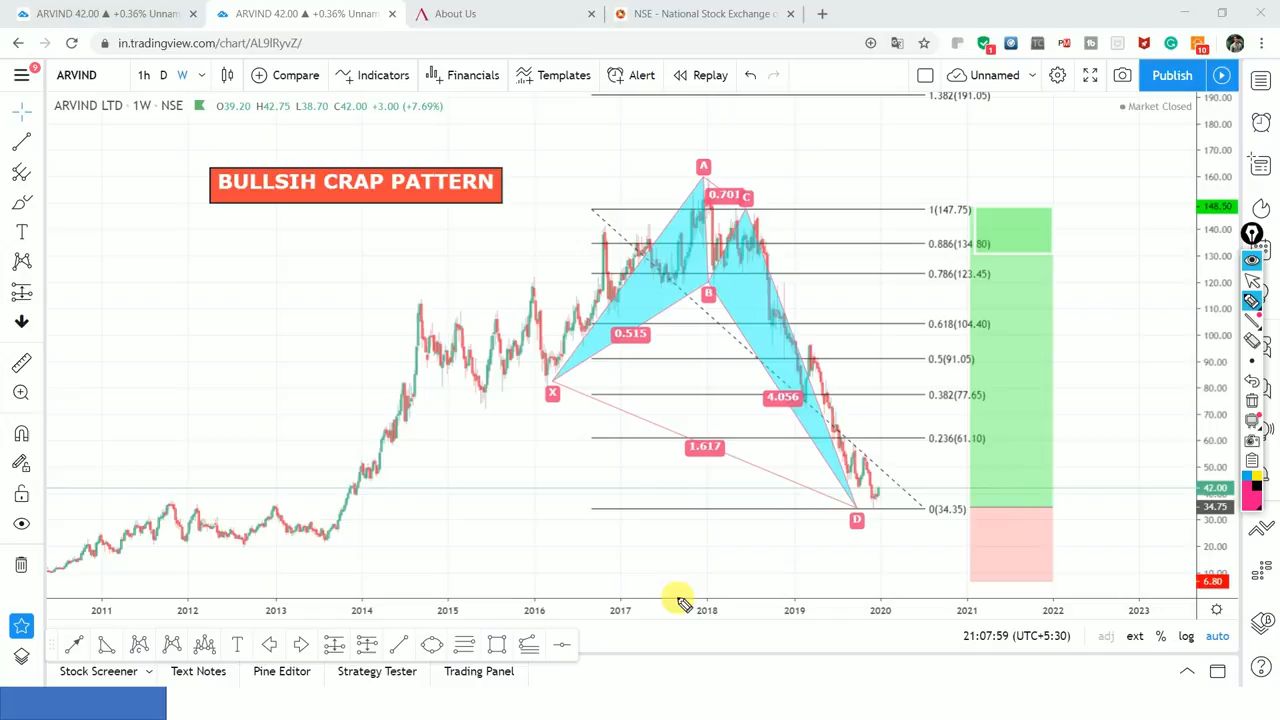 ARVIND 42.00 ▲ +0.36% Unnam
ARVIND 42.00 ▲ +0.36% Unnam
About Us
NSE - National Stock Exchange o
in.tradingview.com/chart/AL9lRyvZ/
1
10
9
ARVIND
1h D W
Compare
Indicators
Financials
Templates
Alert
Replay
Unnamed
Publish
ARVIND LTD · 1W · NSE
O39.20 H42.75 L38.70 C42.00 +3.00 (+7.69%)
Market Closed
BULLSIH CRAP PATTERN
1.382(191.05)
1(147.75)
0.886(134.80)
0.786(123.45)
0.618(104.40)
0.5(91.05)
0.382(77.65)
0.236(61.10)
0(34.35)
A
0.701
C
B
0.515
X
4.056
1.617
D
190.00
180.00
170.00
160.00
148.50
140.00
130.00
120.00
110.00
100.00
90.00
80.00
70.00
60.00
50.00
42.00
34.75
30.00
20.00
10.00
6.80
2011 2012 2013 2014 2015 2016 2017 2018 2019 2020 2021 2022 2023
21:07:59 (UTC+5:30)
adj ext % log auto
Stock Screener
Text Notes
Pine Editor
Strategy Tester
Trading Panel